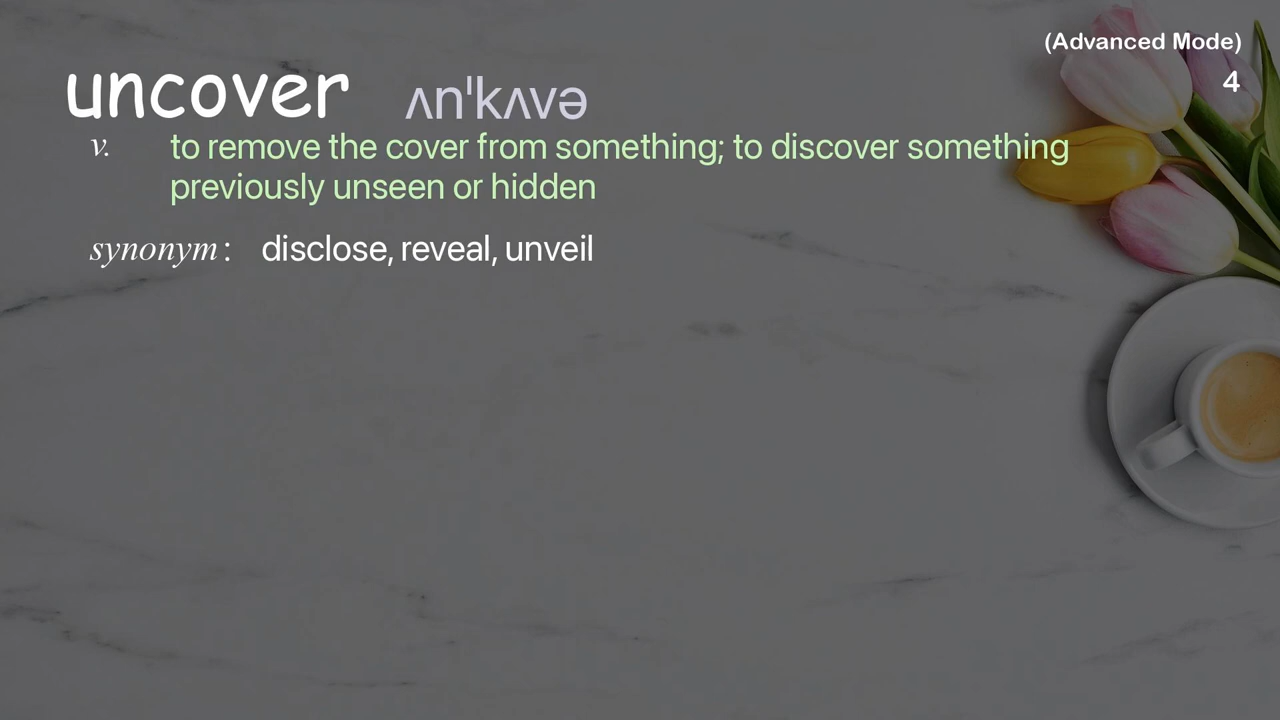 (Advanced Mode)
4
uncover ʌnˈkʌvə
v. to remove the cover from something; to discover something
previously unseen or hidden
synonym : disclose, reveal, unveil